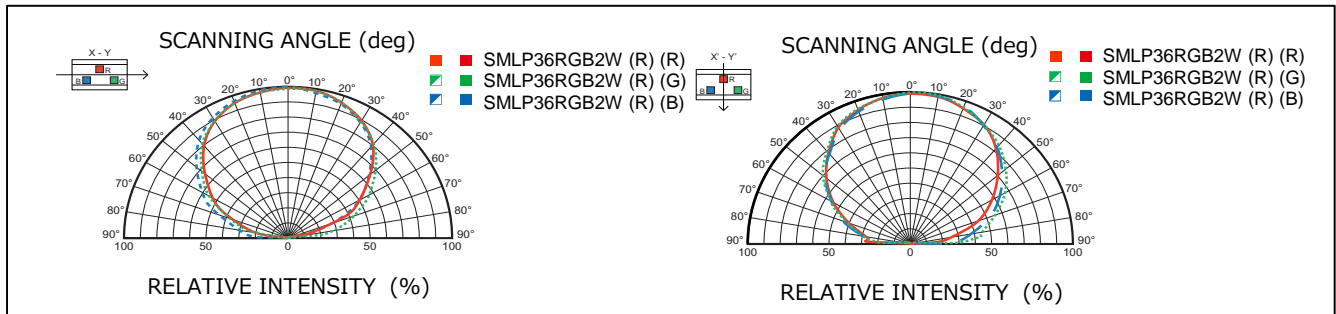 X - Y
R
B
G
SCANNING ANGLE (deg)
SMLP36RGB2W (R) (R)
SMLP36RGB2W (R) (G)
SMLP36RGB2W (R) (B)
90° 80° 70° 60° 50° 40° 30° 20° 10° 0° 10° 20° 30° 40° 50° 60° 70° 80° 90°
100 50 0 50 100
RELATIVE INTENSITY (%)
X' - Y'
R
B
G
SCANNING ANGLE (deg)
SMLP36RGB2W (R) (R)
SMLP36RGB2W (R) (G)
SMLP36RGB2W (R) (B)
90° 80° 70° 60° 50° 40° 30° 20° 10° 0° 10° 20° 30° 40° 50° 60° 70° 80° 90°
100 50 0 50 100
RELATIVE INTENSITY (%)